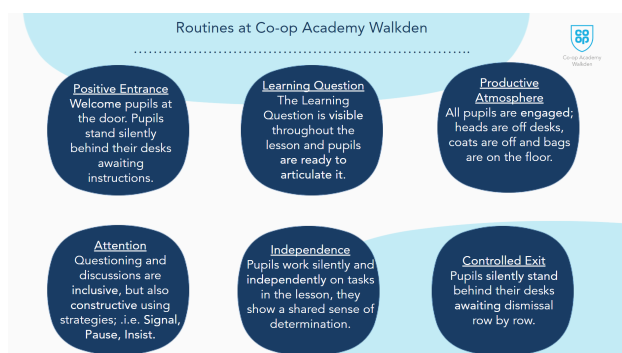 Routines at Co-op Academy Walkden
co
op
Co-op Academy
Walkden
Positive Entrance
Welcome pupils at
the door. Pupils
stand silently
behind their desks
awaiting
instructions.
Learning Question
The Learning
Question is visible
throughout the
lesson and pupils
are ready to
articulate it.
Productive
Atmosphere
All pupils are engaged;
heads are off desks,
coats are off and bags
are on the floor.
Attention
Questioning and
discussions are
inclusive, but also
constructive using
strategies; .i.e. Signal,
Pause, Insist.
Independence
Pupils work silently and
independently on tasks
in the lesson, they
show a shared sense of
determination.
Controlled Exit
Pupils silently stand
behind their desks
awaiting dismissal
row by row.